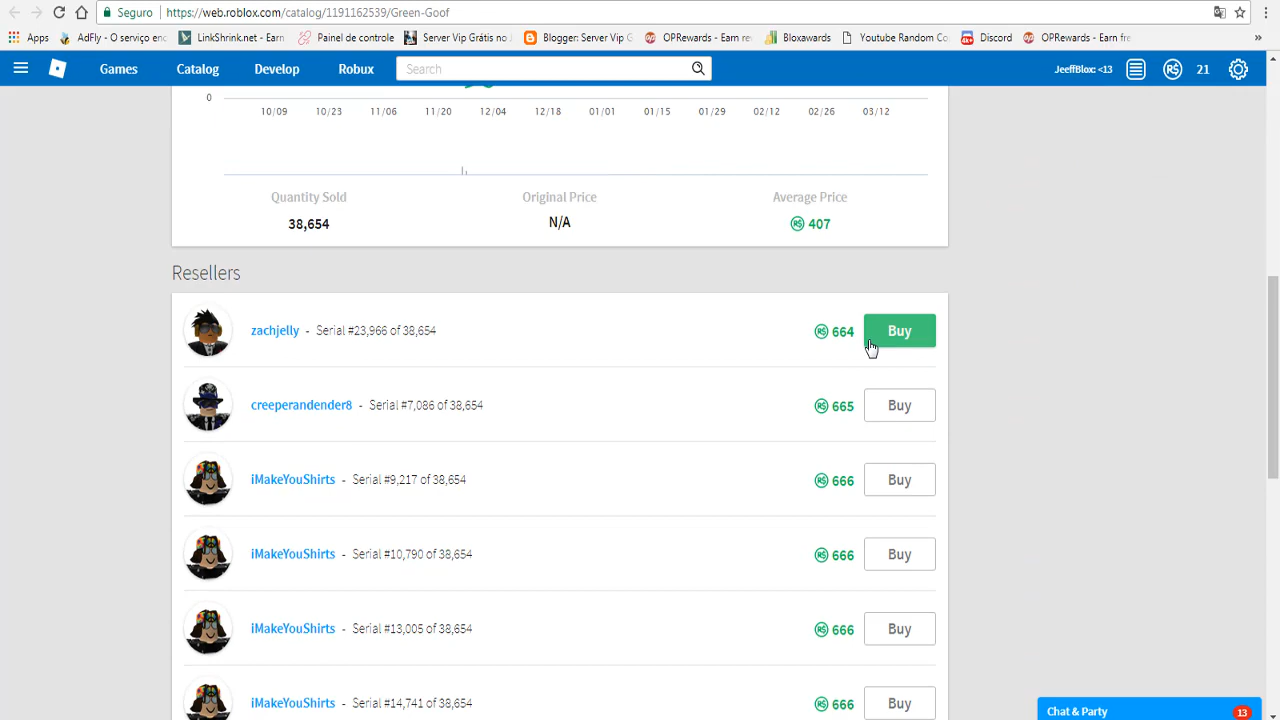 Seguro https://web.roblox.com/catalog/1191162539/Green-Goof
Apps AdFly - O serviço enc LinkShrink.net - Earn Painel de controle Server Vip Grátis no J Blogger: Server Vip G OPRewards - Earn rew Bloxawards Youtube Random Co Discord OPRewards - Earn fre »
Games Catalog Develop Robux Search JeeffBlox: <13 R$ 21
0
10/09 10/23 11/06 11/20 12/04 12/18 01/01 01/15 01/29 02/12 02/26 03/12
Quantity Sold Original Price Average Price
38,654 N/A R$ 407
Resellers
zachjelly - Serial #23,966 of 38,654 R$ 664 Buy
creeperandender8 - Serial #7,086 of 38,654 R$ 665 Buy
iMakeYouShirts - Serial #9,217 of 38,654 R$ 666 Buy
iMakeYouShirts - Serial #10,790 of 38,654 R$ 666 Buy
iMakeYouShirts - Serial #13,005 of 38,654 R$ 666 Buy
iMakeYouShirts - Serial #14,741 of 38,654 R$ 666 Buy
Chat & Party 13